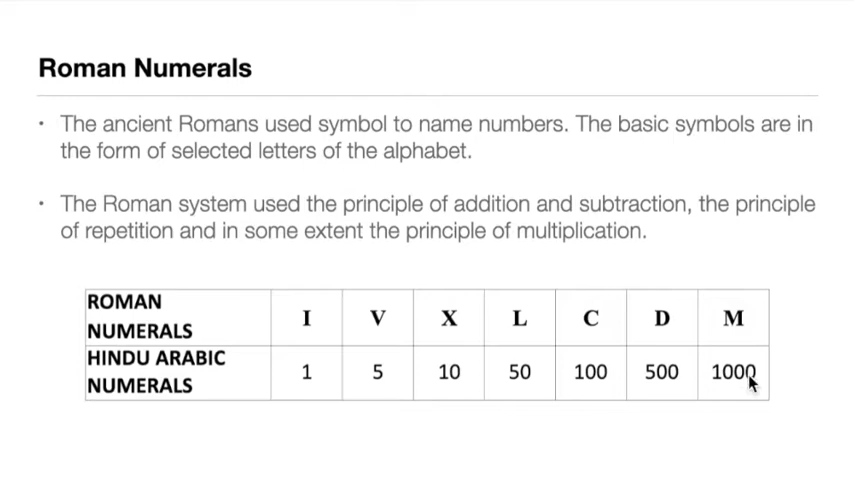 Roman Numerals
• The ancient Romans used symbol to name numbers. The basic symbols are in
the form of selected letters of the alphabet.
• The Roman system used the principle of addition and subtraction, the principle
of repetition and in some extent the principle of multiplication.
ROMAN
NUMERALS I V X L C D M
HINDU ARABIC
NUMERALS 1 5 10 50 100 500 1000